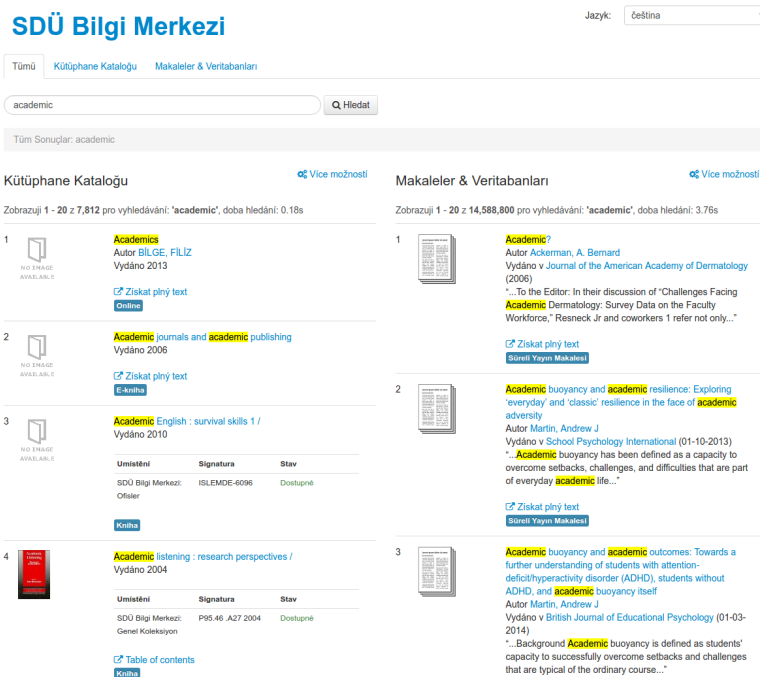 SDÜ Bilgi Merkezi
Jazyk: čeština
Tümü Kütüphane Kataloğu Makaleler & Veritabanları
academic Hledat
Tüm Sonuçlar: academic
Kütüphane Kataloğu
Více možností
Zobrazuji 1 - 20 z 7,812 pro vyhledávání: 'academic', doba hledání: 0.18s
1
NO IMAGE
AVAILABLE
Academics
Autor BİLGE, FİLİZ
Vydáno 2013
Získat plný text
Online
2
NO IMAGE
AVAILABLE
Academic journals and academic publishing
Vydáno 2006
Získat plný text
E-kniha
3
NO IMAGE
AVAILABLE
Academic English : survival skills 1 /
Vydáno 2010
Umístění Signatura Stav
SDÜ Bilgi Merkezi: ISLEMDE-6096 Dostupné
Ofisler
Kniha
4
Academic listening : research perspectives /
Vydáno 2004
Umístění Signatura Stav
SDÜ Bilgi Merkezi: P95.46 .A27 2004 Dostupné
Genel Koleksiyon
Table of contents
Kniha
Makaleler & Veritabanları
Více možností
Zobrazuji 1 - 20 z 14,588,800 pro vyhledávání: 'academic', doba hledání: 3.76s
1
Academic?
Autor Ackerman, A. Bernard
Vydáno v Journal of the American Academy of Dermatology
(2006)
“...To the Editor: In their discussion of “Challenges Facing
Academic Dermatology: Survey Data on the Faculty
Workforce,” Resneck Jr and coworkers 1 refer not only...”
Získat plný text
Süreli Yayın Makalesi
2
Academic buoyancy and academic resilience: Exploring
‘everyday’ and ‘classic’ resilience in the face of academic
adversity
Autor Martin, Andrew J
Vydáno v School Psychology International (01-10-2013)
“...Academic buoyancy has been defined as a capacity to
overcome setbacks, challenges, and difficulties that are part
of everyday academic life...”
Získat plný text
Süreli Yayın Makalesi
3
Academic buoyancy and academic outcomes: Towards a
further understanding of students with attention-
deficit/hyperactivity disorder (ADHD), students without
ADHD, and academic buoyancy itself
Autor Martin, Andrew J
Vydáno v British Journal of Educational Psychology (01-03-
2014)
“...Background Academic buoyancy is defined as students'
capacity to successfully overcome setbacks and challenges
that are typical of the ordinary course...”